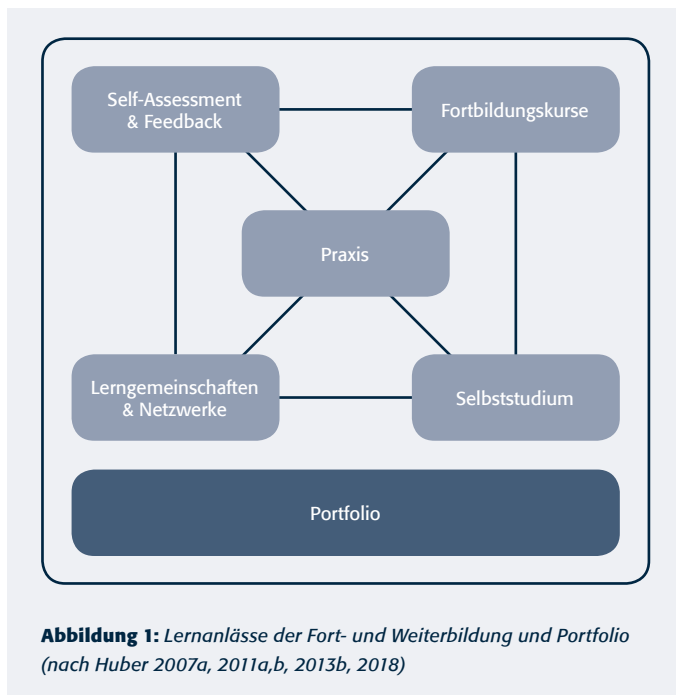 Self-Assessment
& Feedback
Fortbildungskurse
Praxis
Lerngemeinschaften
& Netzwerke
Selbststudium
Portfolio
Abbildung 1: Lernanlässe der Fort- und Weiterbildung und Portfolio
(nach Huber 2007a, 2011a,b, 2013b, 2018)